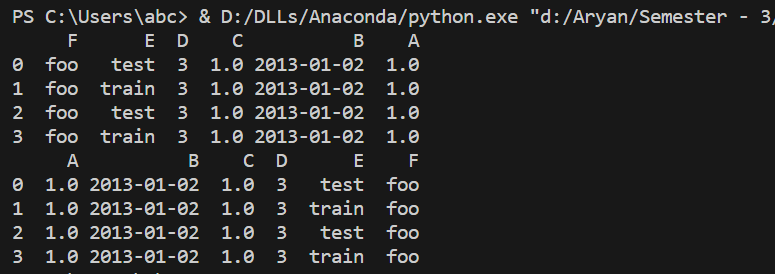 PS C:\Users\abc> & D:/DLLs/Anaconda/python.exe "d:/Aryan/Semester - 3/
F E D C B A
0 foo test 3 1.0 2013-01-02 1.0
1 foo train 3 1.0 2013-01-02 1.0
2 foo test 3 1.0 2013-01-02 1.0
3 foo train 3 1.0 2013-01-02 1.0
A B C D E F
0 1.0 2013-01-02 1.0 3 test foo
1 1.0 2013-01-02 1.0 3 train foo
2 1.0 2013-01-02 1.0 3 test foo
3 1.0 2013-01-02 1.0 3 train foo